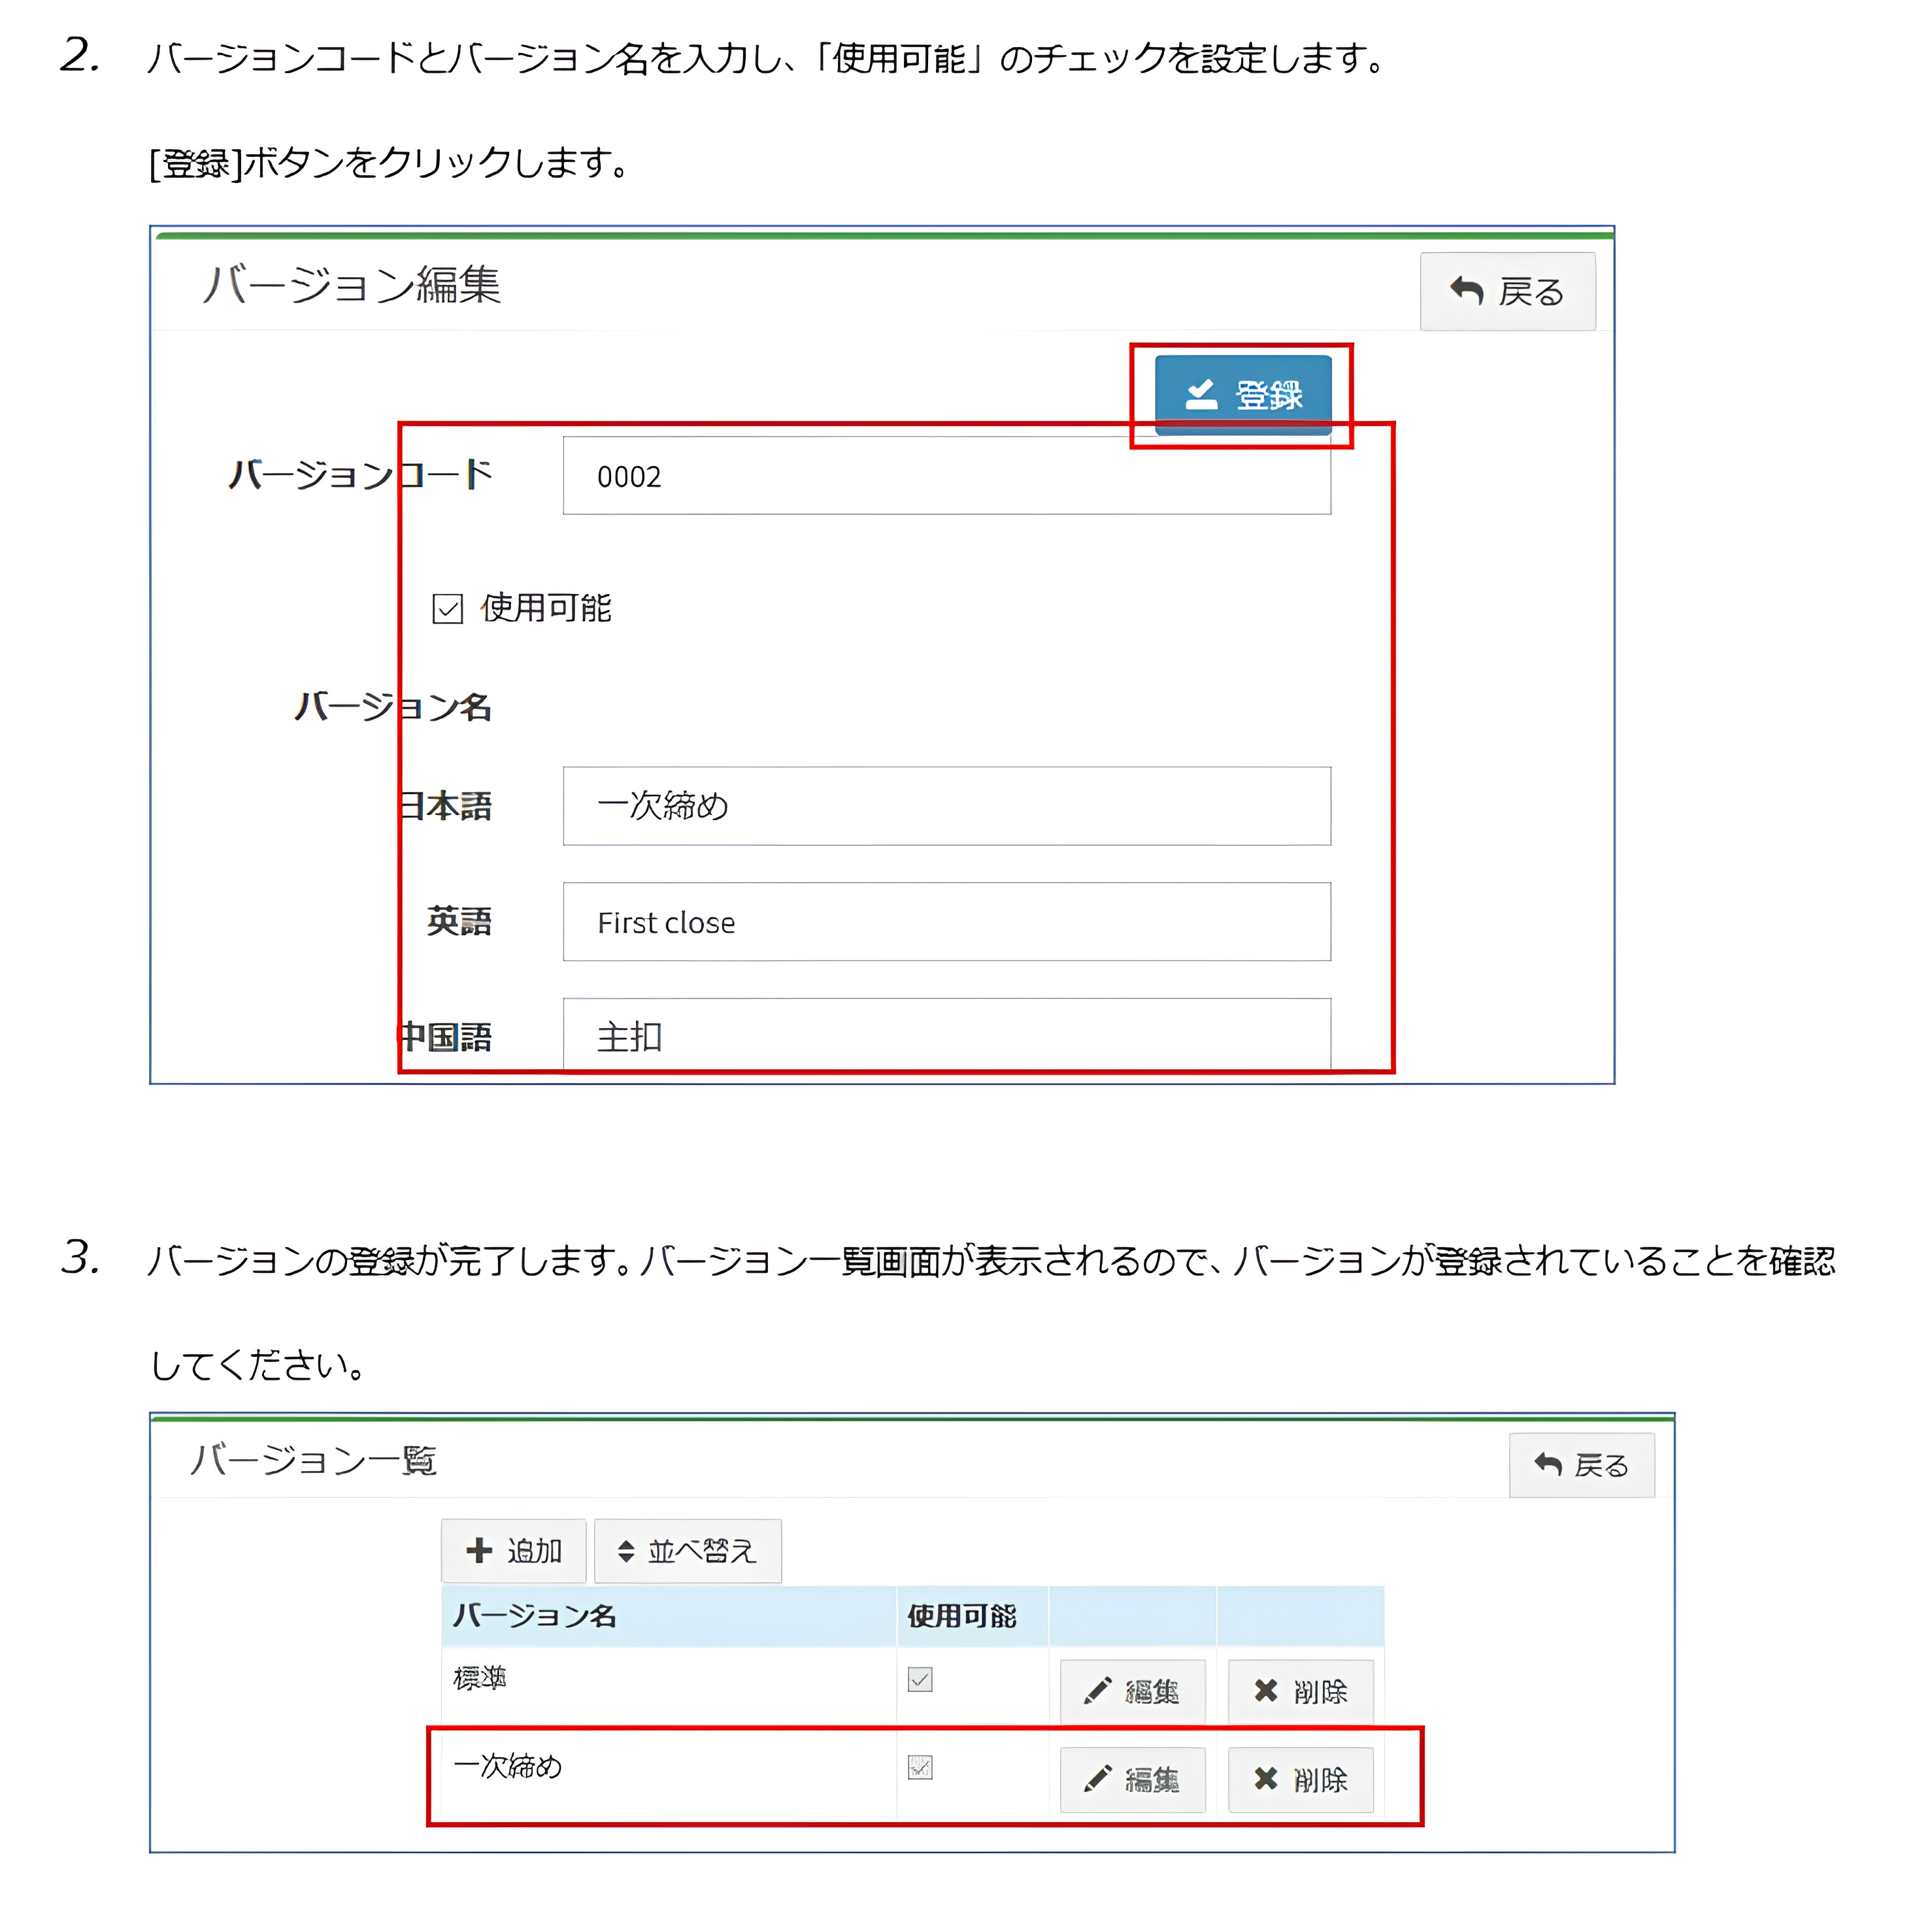 2. バージョンコードとバージョン名を入力し、「使用可能」のチェックを設定します。
[登録]ボタンをクリックします。
バージョン編集
戻る
登録
バージョンコード 0002
使用可能
バージョン名
日本語 一次締め
英語 First close
中国語 主扣
3. バージョンの登録が完了します。バージョン一覧画面が表示されるので、バージョンが登録されていることを確認
してください。
バージョン一覧
戻る
追加 並べ替え
バージョン名 使用可能
標準 編集 削除
一次締め 編集 削除